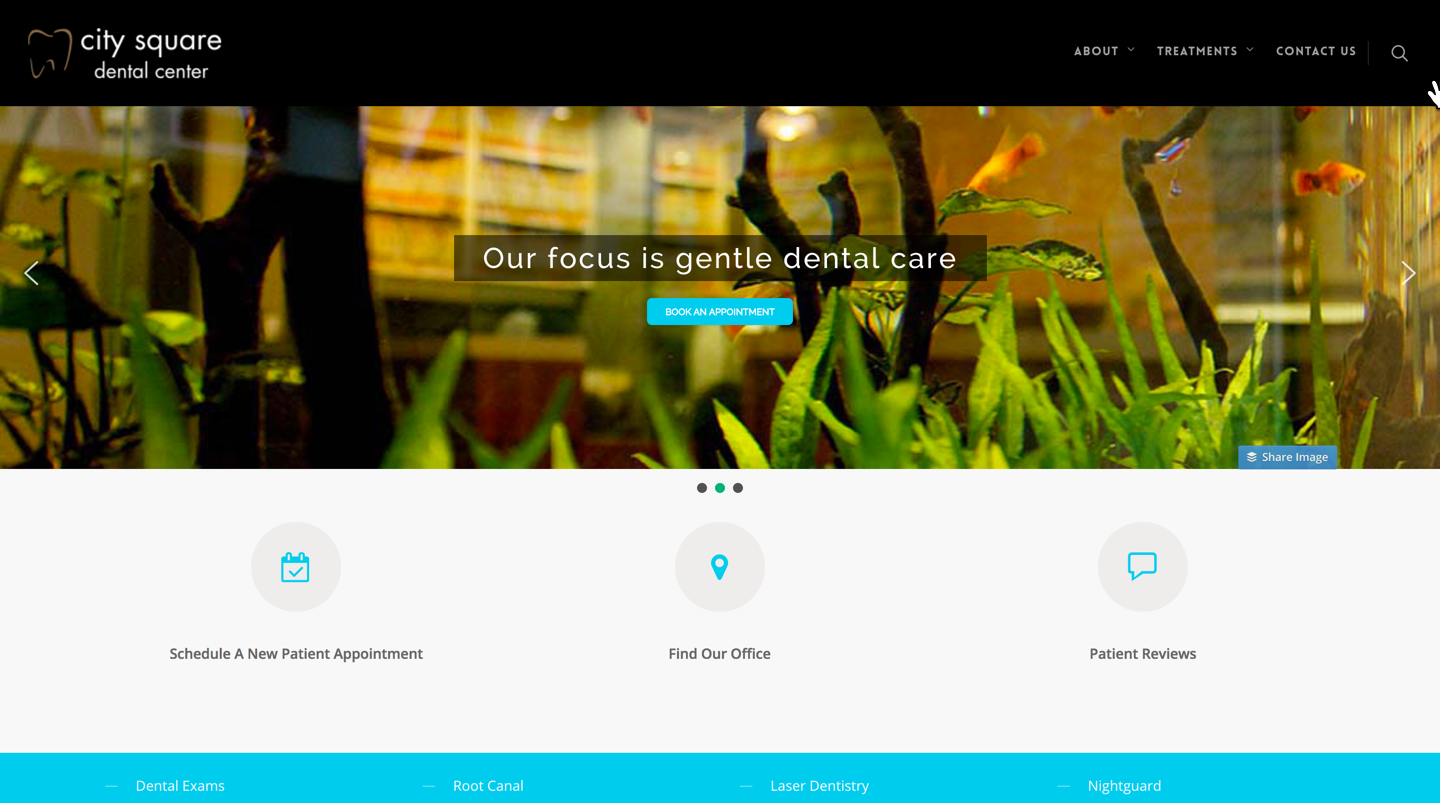 city square
dental center
ABOUT
TREATMENTS
CONTACT US
Our focus is gentle dental care
BOOK AN APPOINTMENT
Share Image
Schedule A New Patient Appointment
Find Our Office
Patient Reviews
— Dental Exams
— Root Canal
— Laser Dentistry
— Nightguard